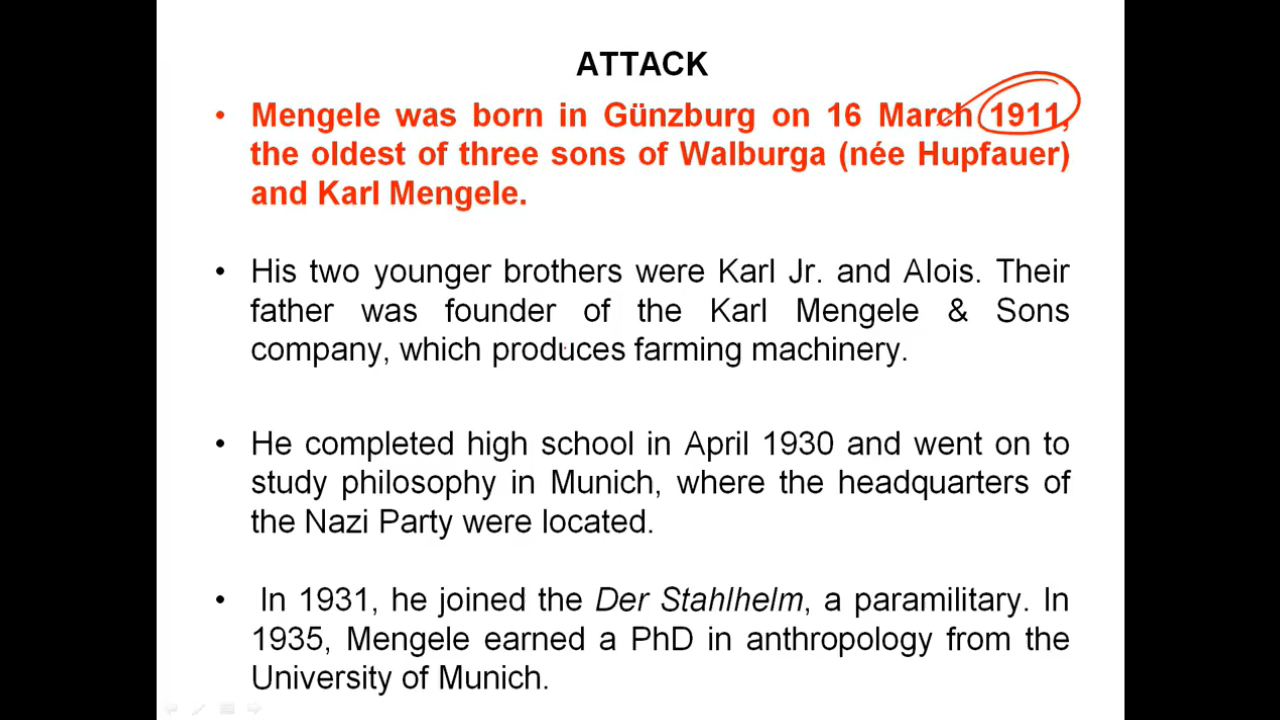 ATTACK
• Mengele was born in Günzburg on 16 March 1911,
the oldest of three sons of Walburga (née Hupfauer)
and Karl Mengele.
• His two younger brothers were Karl Jr. and Alois. Their
father was founder of the Karl Mengele & Sons
company, which produces farming machinery.
• He completed high school in April 1930 and went on to
study philosophy in Munich, where the headquarters of
the Nazi Party were located.
• In 1931, he joined the Der Stahlhelm, a paramilitary. In
1935, Mengele earned a PhD in anthropology from the
University of Munich.